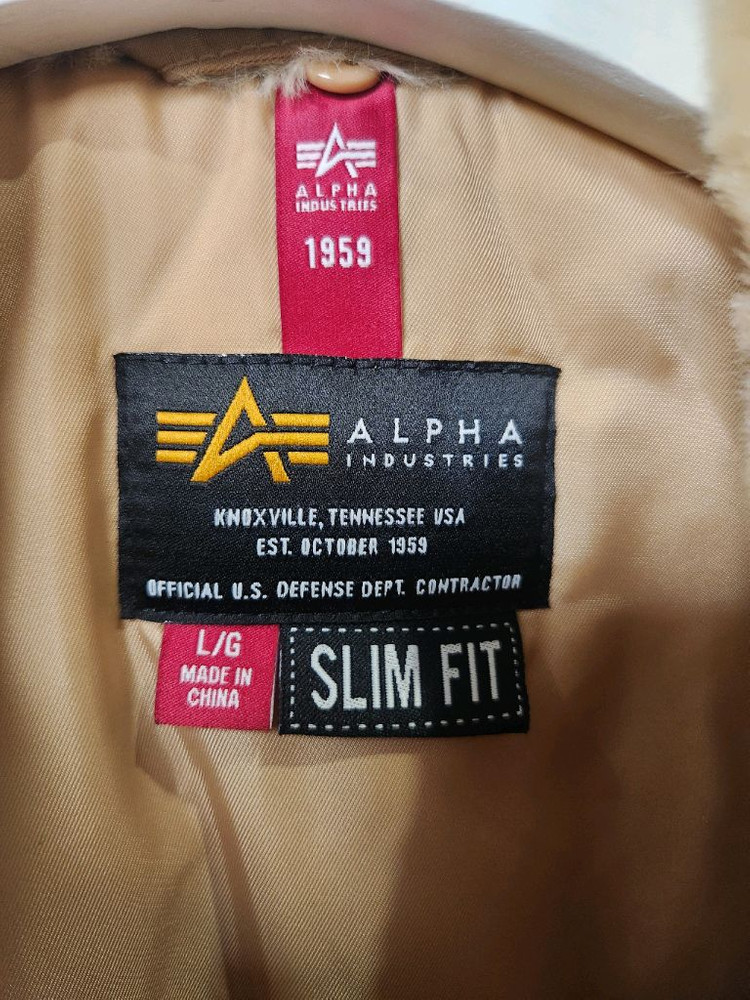 ALPHA
INDUSTRIES
1959
ALPHA
INDUSTRIES
KNOXVILLE, TENNESSEE USA
EST. OCTOBER 1959
OFFICIAL U.S. DEFENSE DEPT. CONTRACTOR
L/G
MADE IN
CHINA
SLIM FIT